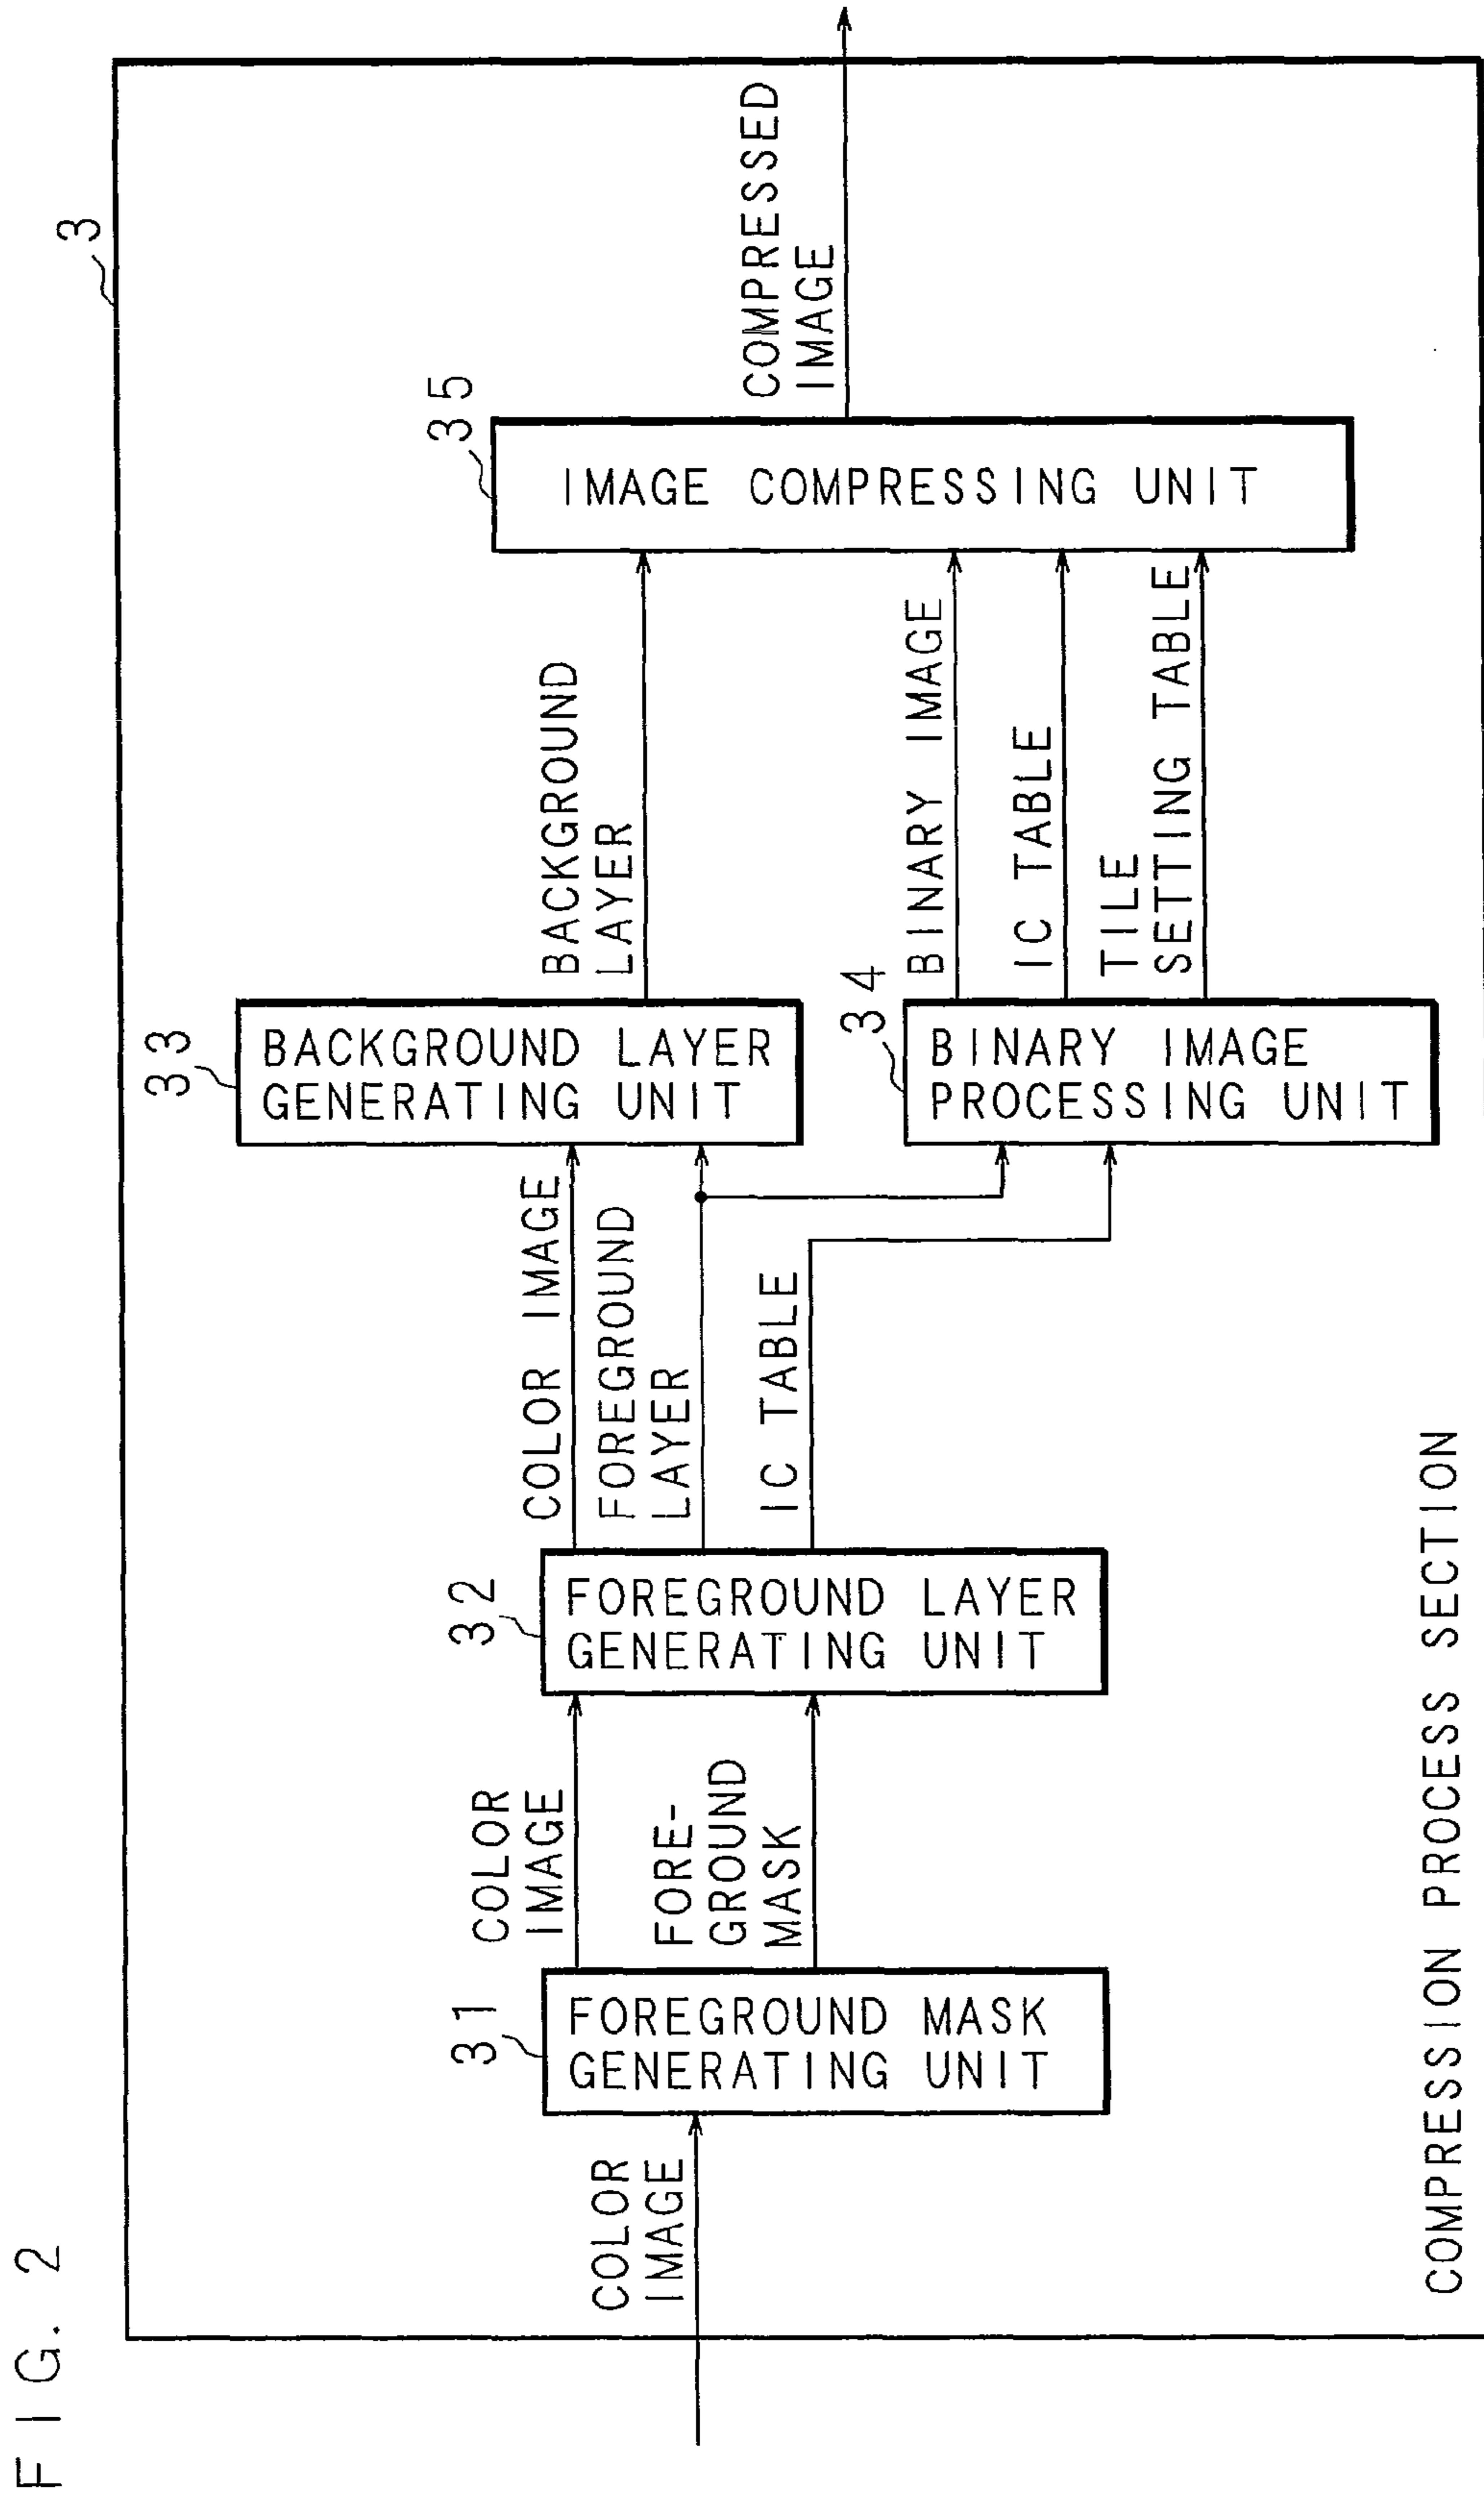 FIG. 2
3
COLOR
IMAGE
31
FOREGROUND MASK
GENERATING UNIT
COLOR
IMAGE
FORE-
GROUND
MASK
32
FOREGROUND LAYER
GENERATING UNIT
COLOR IMAGE
FOREGROUND
LAYER
IC TABLE
33
BACKGROUND LAYER
GENERATING UNIT
34
BINARY IMAGE
PROCESSING UNIT
BACKGROUND
LAYER
BINARY IMAGE
IC TABLE
TILE
SETTING TABLE
35
IMAGE COMPRESSING UNIT
COMPRESSED
IMAGE
COMPRESSION PROCESS SECTION